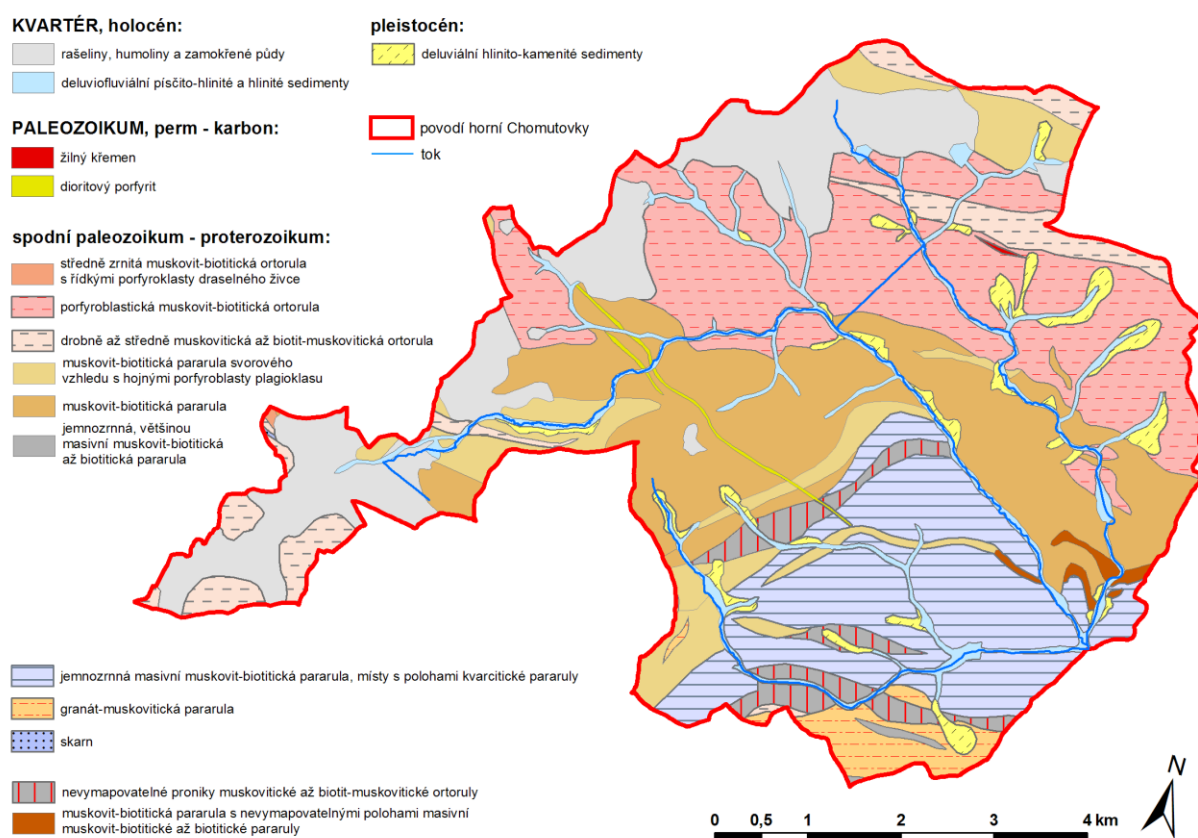 KVARTÉR, holocén:
rašeliny, humoliny a zamokřené půdy
deluviofluviální písčito-hlinité a hlinité sedimenty
pleistocén:
deluviální hlinito-kamenité sedimenty
PALEOZOIKUM, perm - karbon:
žilný křemen
dioritový porfyrit
povodí horní Chomutovky
tok
spodní paleozoikum - proterozoikum:
středně zrnitá muskovit-biotitická ortorula
s řídkými porfyroklasty draselného živce
porfyroblastická muskovit-biotitická ortorula
drobně až středně muskovitická až biotit-muskovitická ortorula
muskovit-biotitická pararula svorového
vzhledu s hojnými porfyroblasty plagioklasu
muskovit-biotitická pararula
jemnozrnná, většinou
masivní muskovit-biotitická
až biotitická pararula
jemnozrnná masivní muskovit-biotitická pararula, místy s polohami kvarcitické pararuly
granát-muskovitická pararula
skarn
nevymapovatelné proniky muskovitické až biotit-muskovitické ortoruly
muskovit-biotitická pararula s nevymapovatelnými polohami masivní
muskovit-biotitické až biotitické pararuly
0 0,5 1 2 3 4 km
N